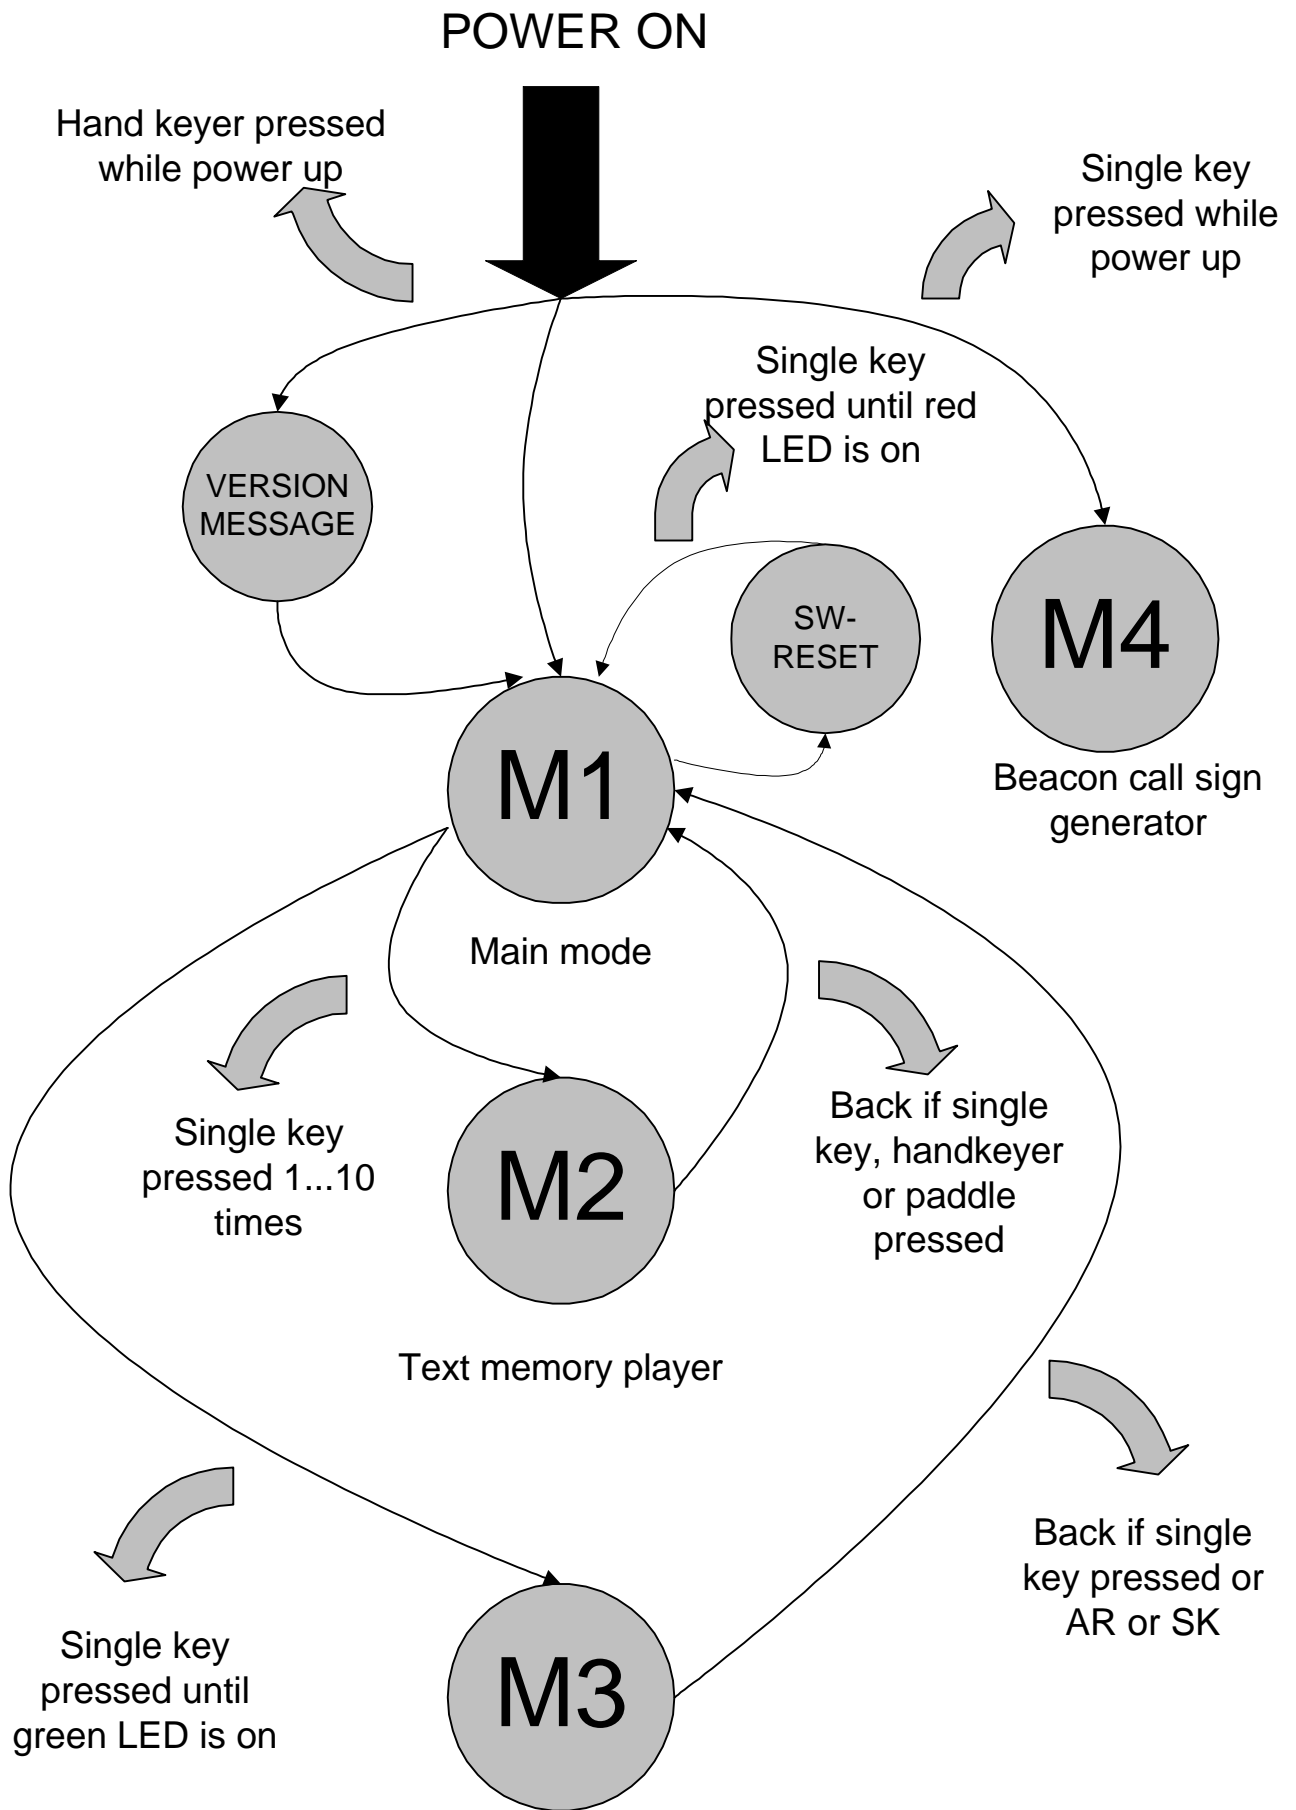 POWER ON
Hand keyer pressed
while power up
Single key
pressed while
power up
Single key
pressed until red
LED is on
VERSION
MESSAGE
SW-
RESET
M4
Beacon call sign
generator
M1
Main mode
Single key
pressed 1...10
times
M2
Back if single
key, handkeyer
or paddle
pressed
Text memory player
Back if single
key pressed or
AR or SK
Single key
pressed until
green LED is on
M3